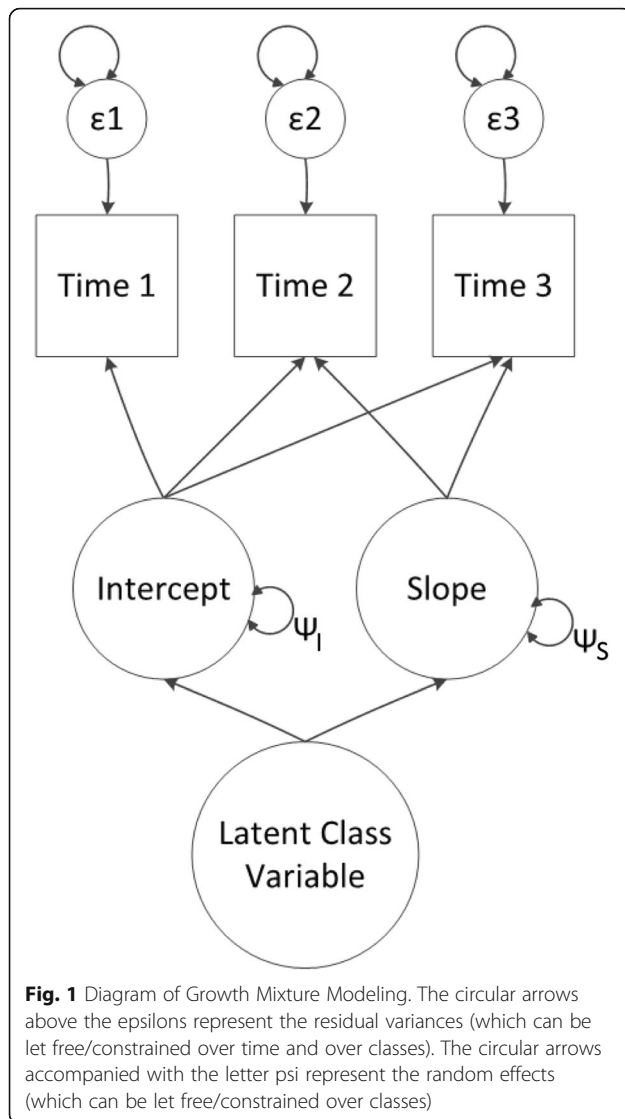 ε1 ε2 ε3
Time 1 Time 2 Time 3
Intercept Slope
Ψ_I Ψ_S
Latent Class
Variable
Fig. 1 Diagram of Growth Mixture Modeling. The circular arrows
above the epsilons represent the residual variances (which can be
let free/constrained over time and over classes). The circular arrows
accompanied with the letter psi represent the random effects
(which can be let free/constrained over classes)